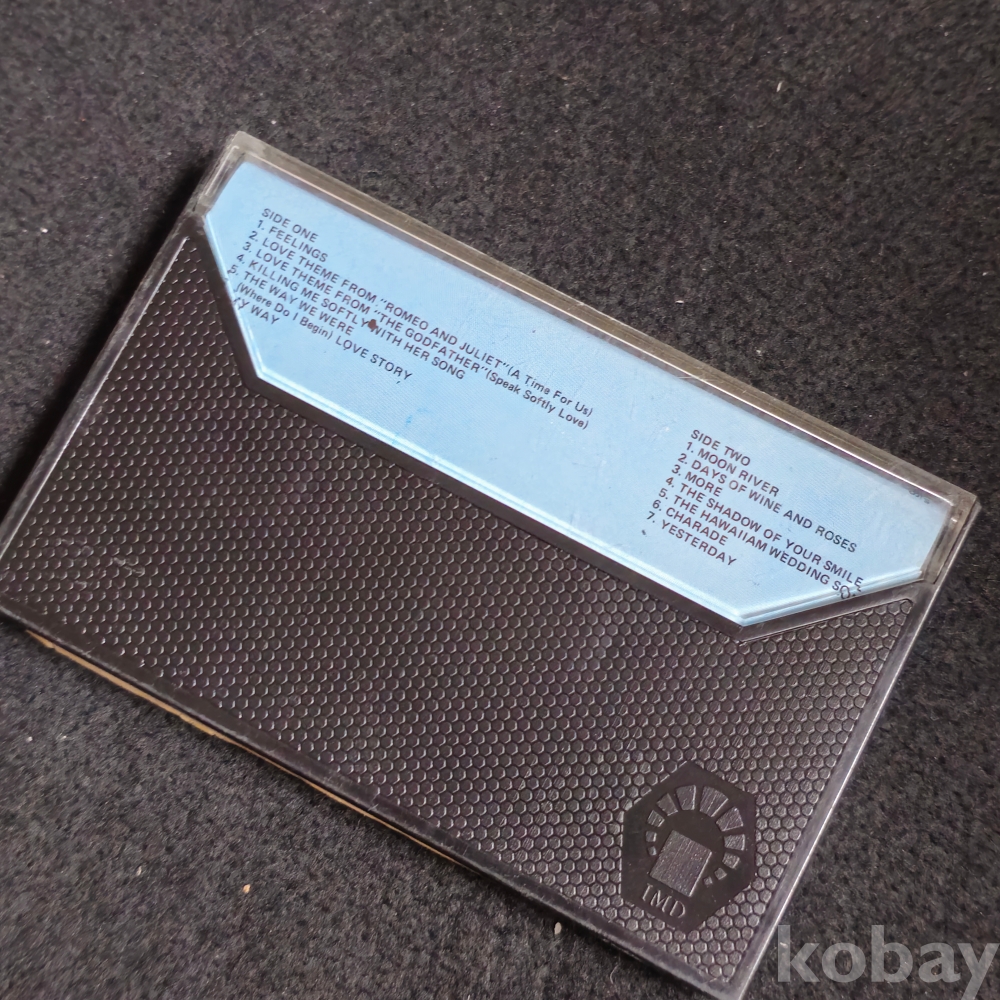 SIDE ONE
1. FEELINGS
2. LOVE THEME FROM "ROMEO AND JULIET" (A Time For Us)
3. LOVE THEME FROM "THE GODFATHER" (Speak Softly Love)
4. KILLING ME SOFTLY WITH HER SONG
5. THE WAY WE WERE
(Where Do I Begin) LOVE STORY
Y WAY
SIDE TWO
1. MOON RIVER
2. DAYS OF WINE AND ROSES
3. MORE
4. THE SHADOW OF YOUR SMILE
5. THE HAWAIIAM WEDDING SO
6. CHARADE
7. YESTERDAY
IMD
kobay